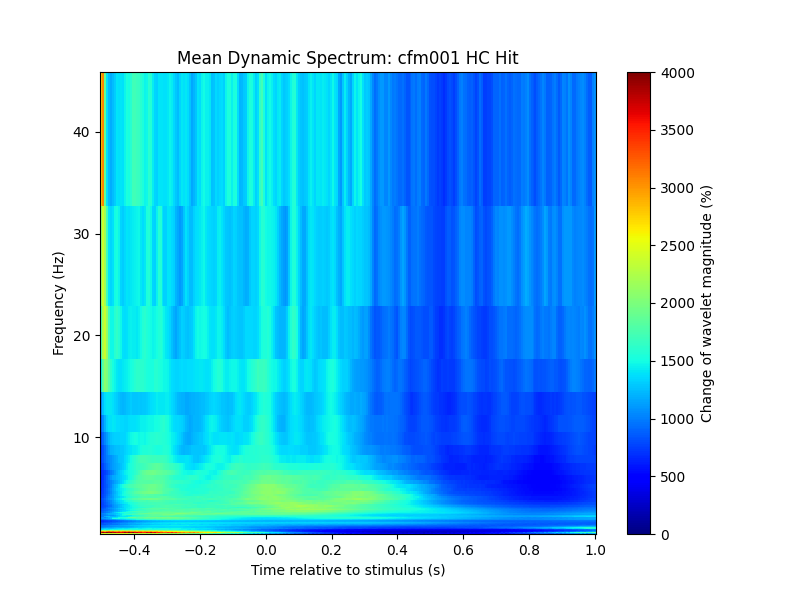 Mean Dynamic Spectrum: cfm001 HC Hit
Frequency (Hz)
40
30
20
10
−0.4 −0.2 0.0 0.2 0.4 0.6 0.8 1.0
Time relative to stimulus (s)
4000
3500
3000
2500
2000
1500
1000
500
0
Change of wavelet magnitude (%)